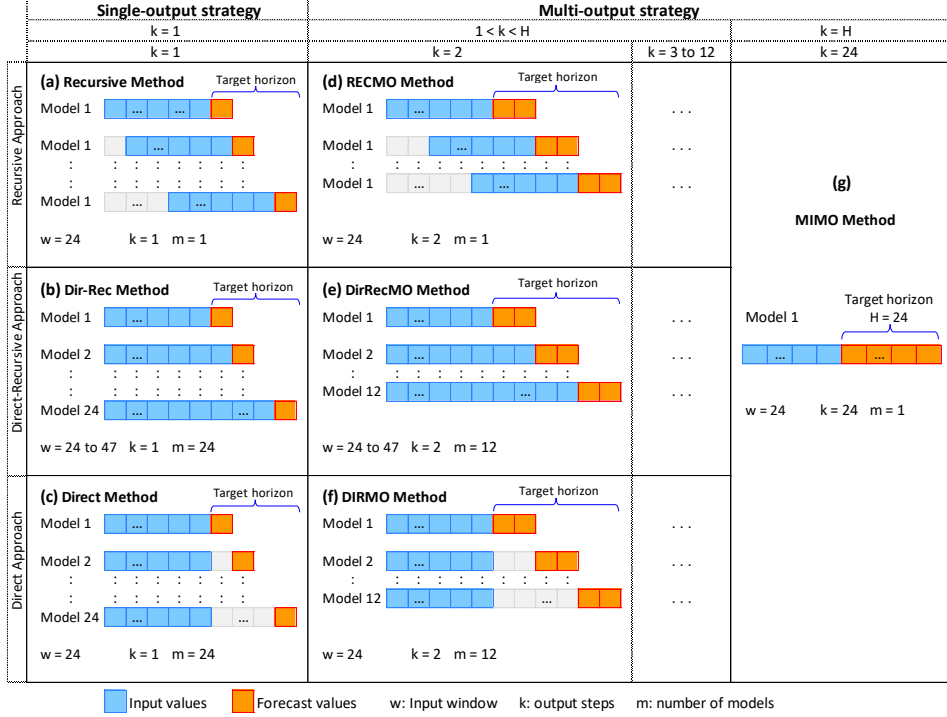 Single-output strategy
Multi-output strategy
k = 1
1 < k < H
k = H
k = 1
k = 2
k = 3 to 12
k = 24
Recursive Approach
(a) Recursive Method
Target horizon
Model 1
... ...
Model 1
...
: : : : : : : :
: : : : : : : :
Model 1
... ...
w = 24 k = 1 m = 1
(d) RECMO Method
Target horizon
Model 1
... ...
Model 1
...
: : : : : : : : :
Model 1
... ...
w = 24 k = 2 m = 1
. . .
. . .
. . .
Direct-Recursive Approach
(b) Dir-Rec Method
Target horizon
Model 1
...
Model 2
...
: : : : : : : :
: : : : : : : :
Model 24
... ...
w = 24 to 47 k = 1 m = 24
(e) DirRecMO Method
Target horizon
Model 1
...
Model 2
...
: : : : : : : : :
Model 12
... ...
w = 24 to 47 k = 2 m = 12
. . .
. . .
. . .
Direct Approach
(c) Direct Method
Target horizon
Model 1
...
Model 2
...
: : : : : : : :
: : : : : : : :
Model 24
... ...
w = 24 k = 1 m = 24
(f) DIRMO Method
Target horizon
Model 1
...
Model 2
...
: : : : : : : : :
Model 12
... ...
w = 24 k = 2 m = 12
. . .
. . .
. . .
(g)
MIMO Method
Target horizon
Model 1 H = 24
... ...
w = 24 k = 24 m = 1
Input values Forecast values w: Input window k: output steps m: number of models